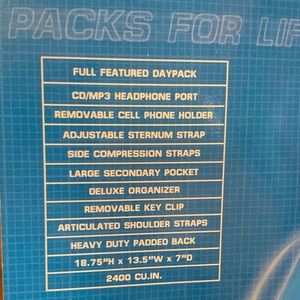 PACKS FOR LIF
FULL FEATURED DAYPACK
CD/MP3 HEADPHONE PORT
REMOVABLE CELL PHONE HOLDER
ADJUSTABLE STERNUM STRAP
SIDE COMPRESSION STRAPS
LARGE SECONDARY POCKET
DELUXE ORGANIZER
REMOVABLE KEY CLIP
ARTICULATED SHOULDER STRAPS
HEAVY DUTY PADDED BACK
18.75"H x 13.5"W x 7"D
2400 CU.IN.